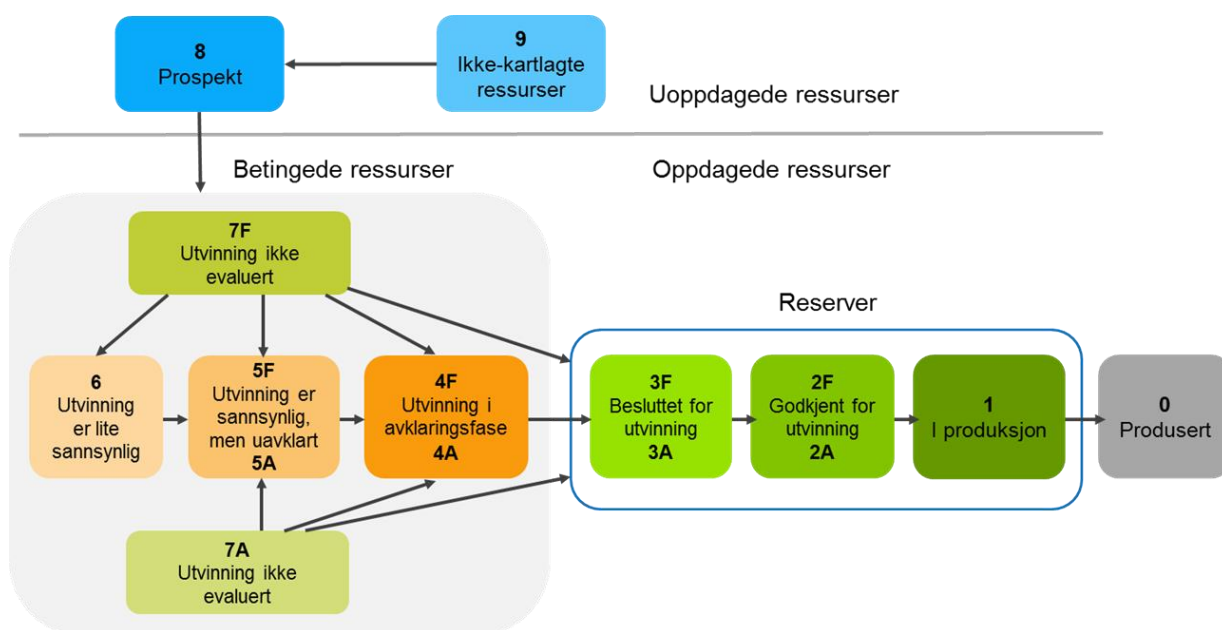 8
Prospekt
9
Ikke-kartlagte
ressurser
Uoppdagede ressurser
Betingede ressurser
Oppdagede ressurser
7F
Utvinning ikke
evaluert
Reserver
6
Utvinning
er lite
sannsynlig
5F
Utvinning er
sannsynlig,
men uavklart
5A
4F
Utvinning i
avklaringsfase
4A
3F
Besluttet for
utvinning
3A
2F
Godkjent for
utvinning
2A
1
I produksjon
0
Produsert
7A
Utvinning ikke
evaluert